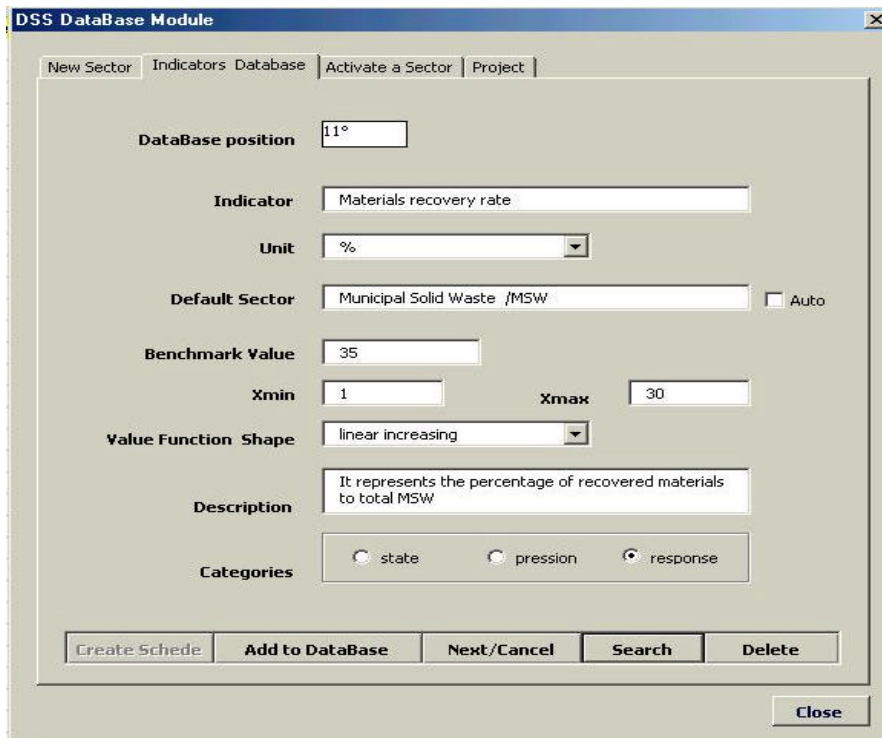 DSS DataBase Module
New Sector Indicators Database Activate a Sector Project
DataBase position 11°
Indicator Materials recovery rate
Unit %
Default Sector Municipal Solid Waste /MSW Auto
Benchmark Value 35
Xmin 1 Xmax 30
Value Function Shape linear increasing
It represents the percentage of recovered materials
to total MSW
Description
state pression response
Categories
Create Schede Add to DataBase Next/Cancel Search Delete
Close